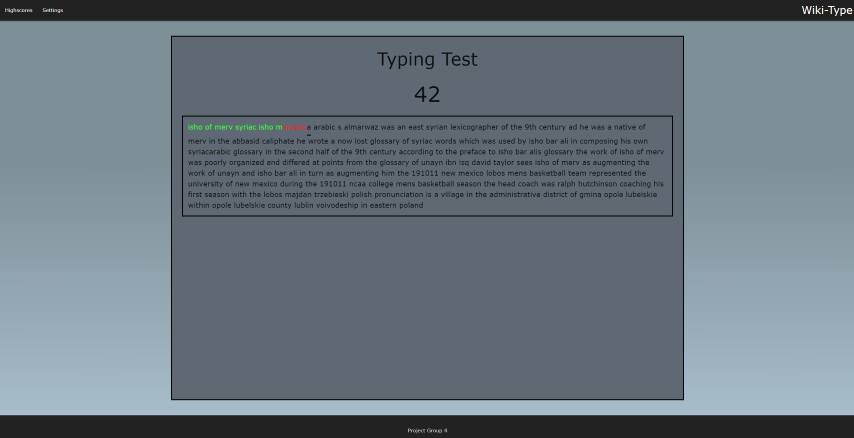 Highscores Settings Wiki-Type
Typing Test
42
isho of merv syriac isho m a arabic s almarwaz was an east syrian lexicographer of the 9th century ad he was a native of
merv in the abbasid caliphate he wrote a now lost glossary of syriac words which was used by isho bar ali in composing his own
syriacarabic glossary in the second half of the 9th century according to the preface to isho bar alis glossary the work of isho of merv
was poorly organized and differed at points from the glossary of unayn ibn isq david taylor sees isho of merv as augmenting the
work of unayn and isho bar ali in turn as augmenting him the 191011 new mexico lobos mens basketball team represented the
university of new mexico during the 191011 ncaa college mens basketball season the head coach was ralph hutchinson coaching his
first season with the lobos majdan trzebieski polish pronunciation is a village in the administrative district of gmina opole lubelskie
within opole lubelskie county lublin voivodeship in eastern poland
Project Group 4